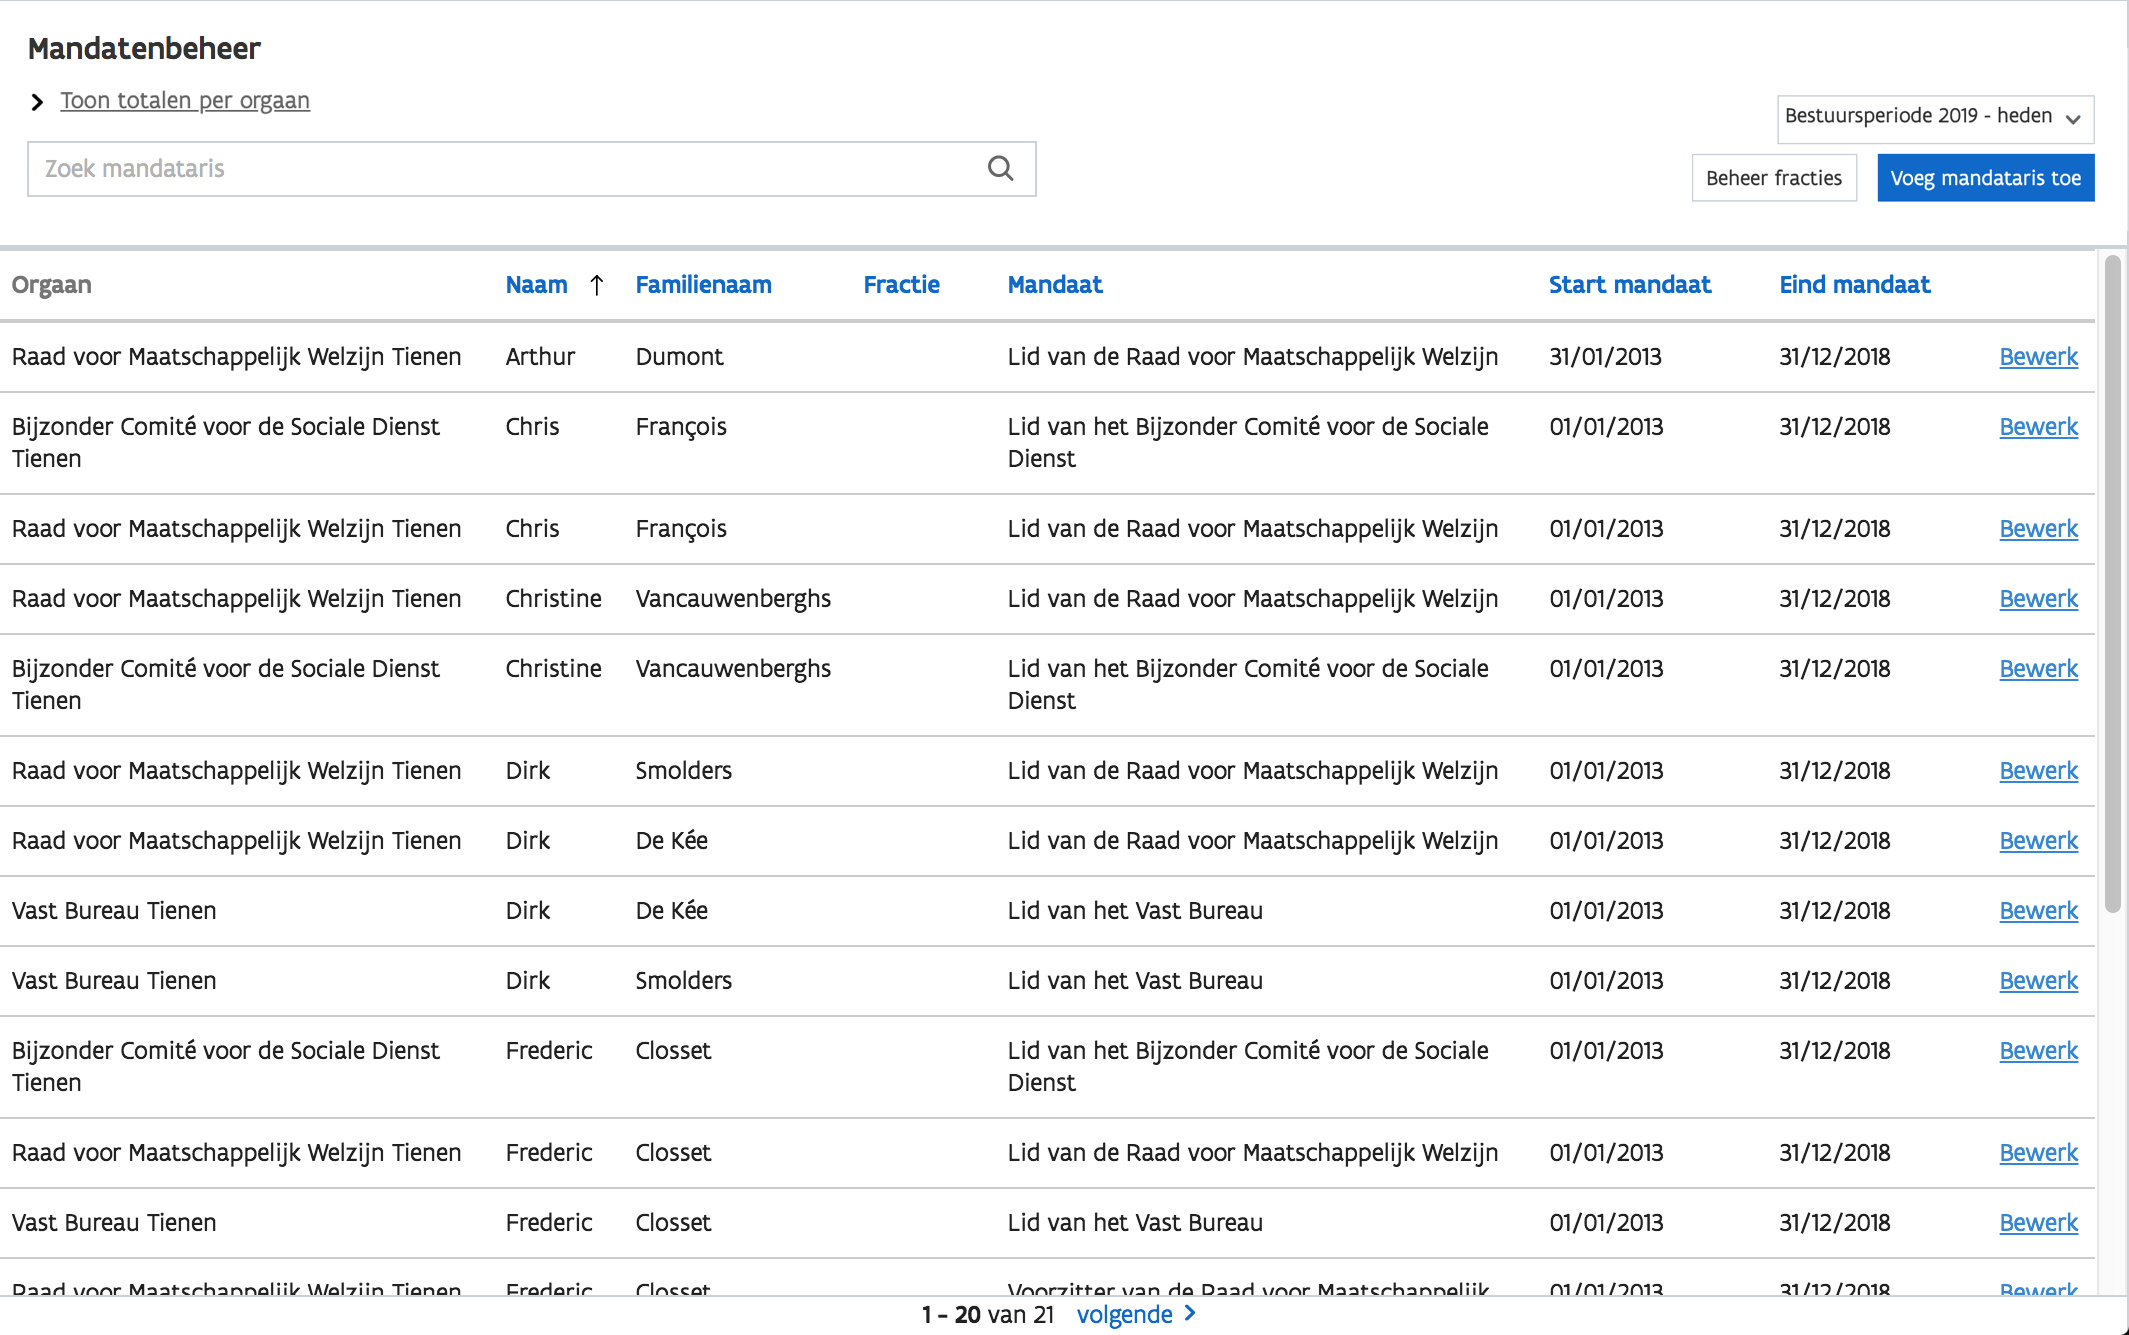 Mandatenbeheer
Toon totalen per orgaan
Bestuursperiode 2019 - heden
Zoek mandataris
Beheer fracties Voeg mandataris toe
Orgaan Naam ↑ Familienaam Fractie Mandaat Start mandaat Eind mandaat
Raad voor Maatschappelijk Welzijn Tienen Arthur Dumont Lid van de Raad voor Maatschappelijk Welzijn 31/01/2013 31/12/2018 Bewerk
Bijzonder Comité voor de Sociale Dienst Chris François Lid van het Bijzonder Comité voor de Sociale 01/01/2013 31/12/2018 Bewerk
Tienen Dienst
Raad voor Maatschappelijk Welzijn Tienen Chris François Lid van de Raad voor Maatschappelijk Welzijn 01/01/2013 31/12/2018 Bewerk
Raad voor Maatschappelijk Welzijn Tienen Christine Vancauwenberghs Lid van de Raad voor Maatschappelijk Welzijn 01/01/2013 31/12/2018 Bewerk
Bijzonder Comité voor de Sociale Dienst Christine Vancauwenberghs Lid van het Bijzonder Comité voor de Sociale 01/01/2013 31/12/2018 Bewerk
Tienen Dienst
Raad voor Maatschappelijk Welzijn Tienen Dirk Smolders Lid van de Raad voor Maatschappelijk Welzijn 01/01/2013 31/12/2018 Bewerk
Raad voor Maatschappelijk Welzijn Tienen Dirk De Kée Lid van de Raad voor Maatschappelijk Welzijn 01/01/2013 31/12/2018 Bewerk
Vast Bureau Tienen Dirk De Kée Lid van het Vast Bureau 01/01/2013 31/12/2018 Bewerk
Vast Bureau Tienen Dirk Smolders Lid van het Vast Bureau 01/01/2013 31/12/2018 Bewerk
Bijzonder Comité voor de Sociale Dienst Frederic Closset Lid van het Bijzonder Comité voor de Sociale 01/01/2013 31/12/2018 Bewerk
Tienen Dienst
Raad voor Maatschappelijk Welzijn Tienen Frederic Closset Lid van de Raad voor Maatschappelijk Welzijn 01/01/2013 31/12/2018 Bewerk
Vast Bureau Tienen Frederic Closset Lid van het Vast Bureau 01/01/2013 31/12/2018 Bewerk
Raad voor Maatschappelijk Welzijn Tienen Frederic Closset Voorzitter van de Raad voor Maatschappelijk 01/01/2013 31/12/2018 Bewerk
1 - 20 van 21 volgende